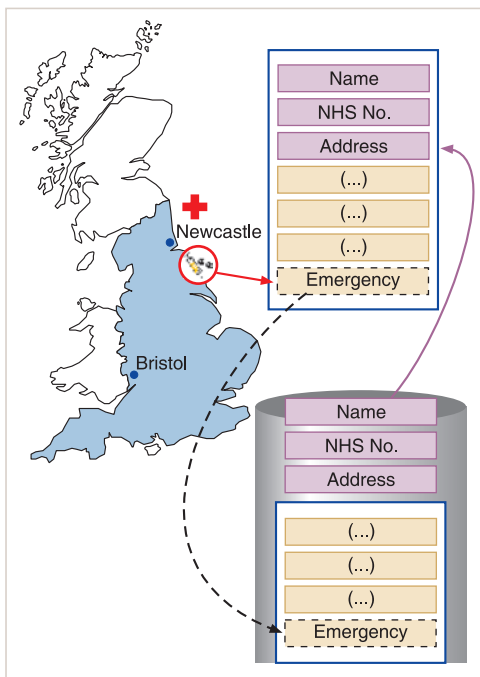 Name
NHS No.
Address
(...)
(...)
(...)
Emergency
Newcastle
Bristol
Name
NHS No.
Address
(...)
(...)
(...)
Emergency